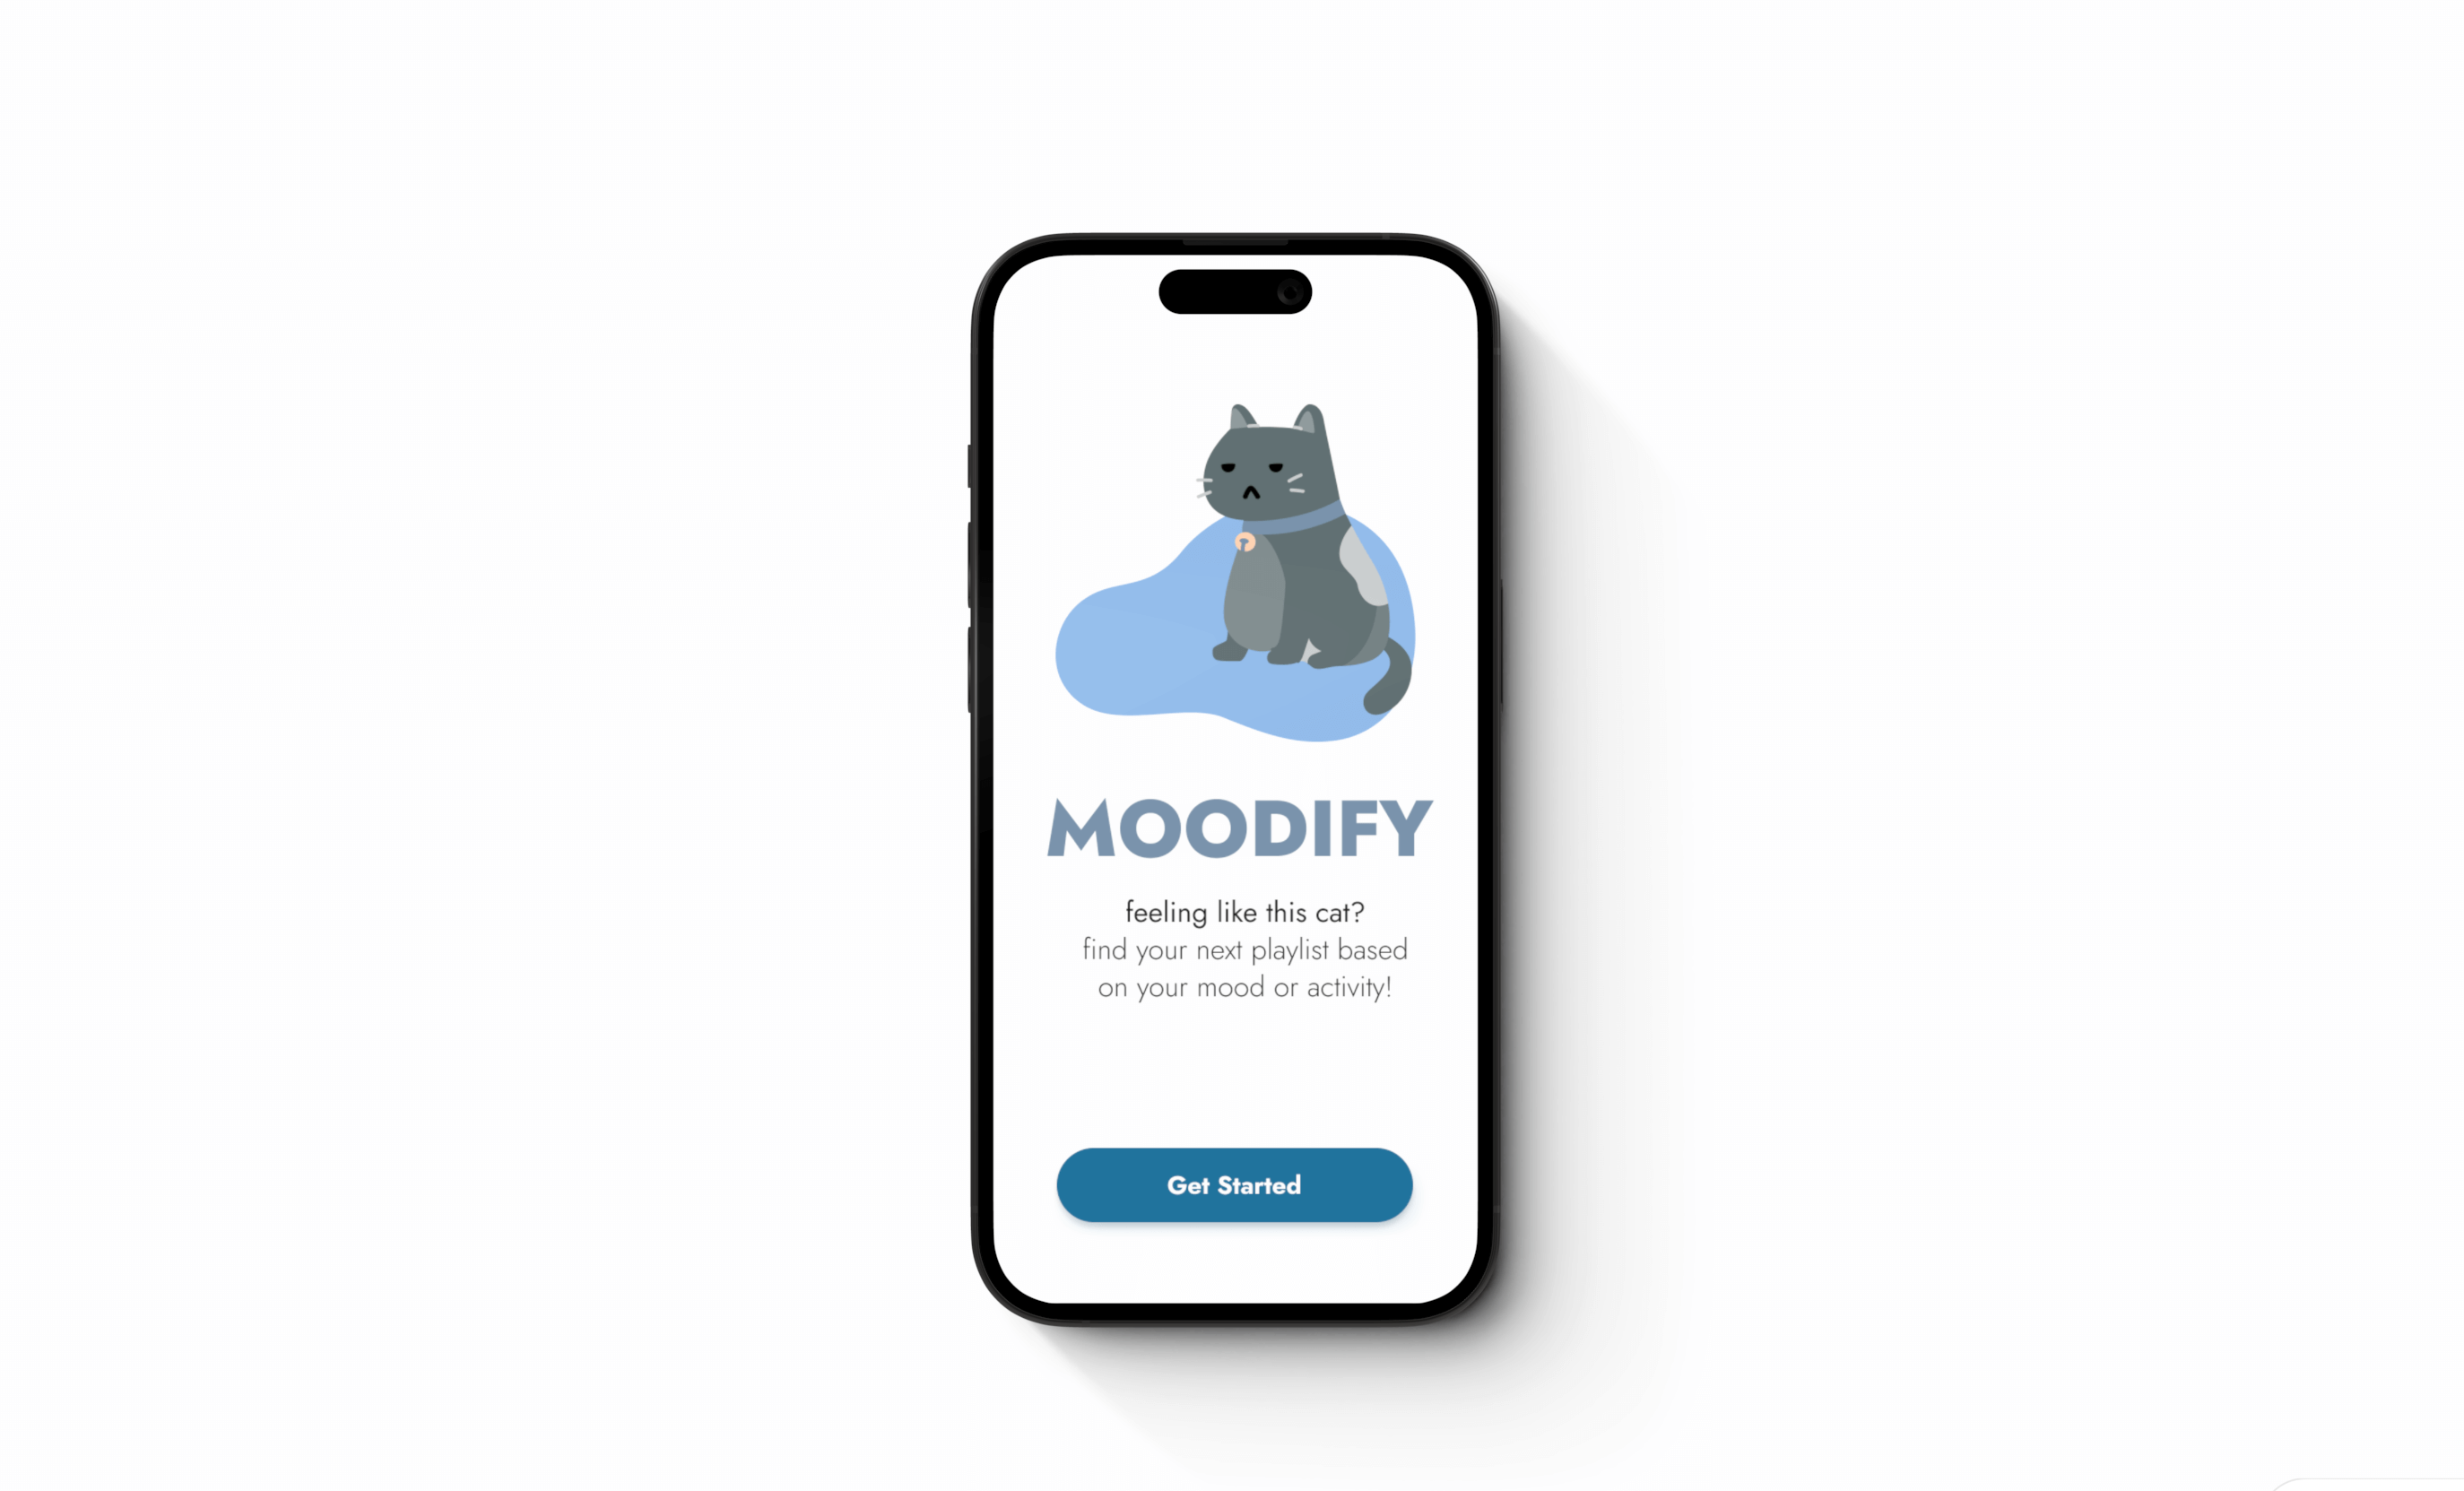 MOODIFY
feeling like this cat?
find your next playlist based
on your mood or activity!
Get Started